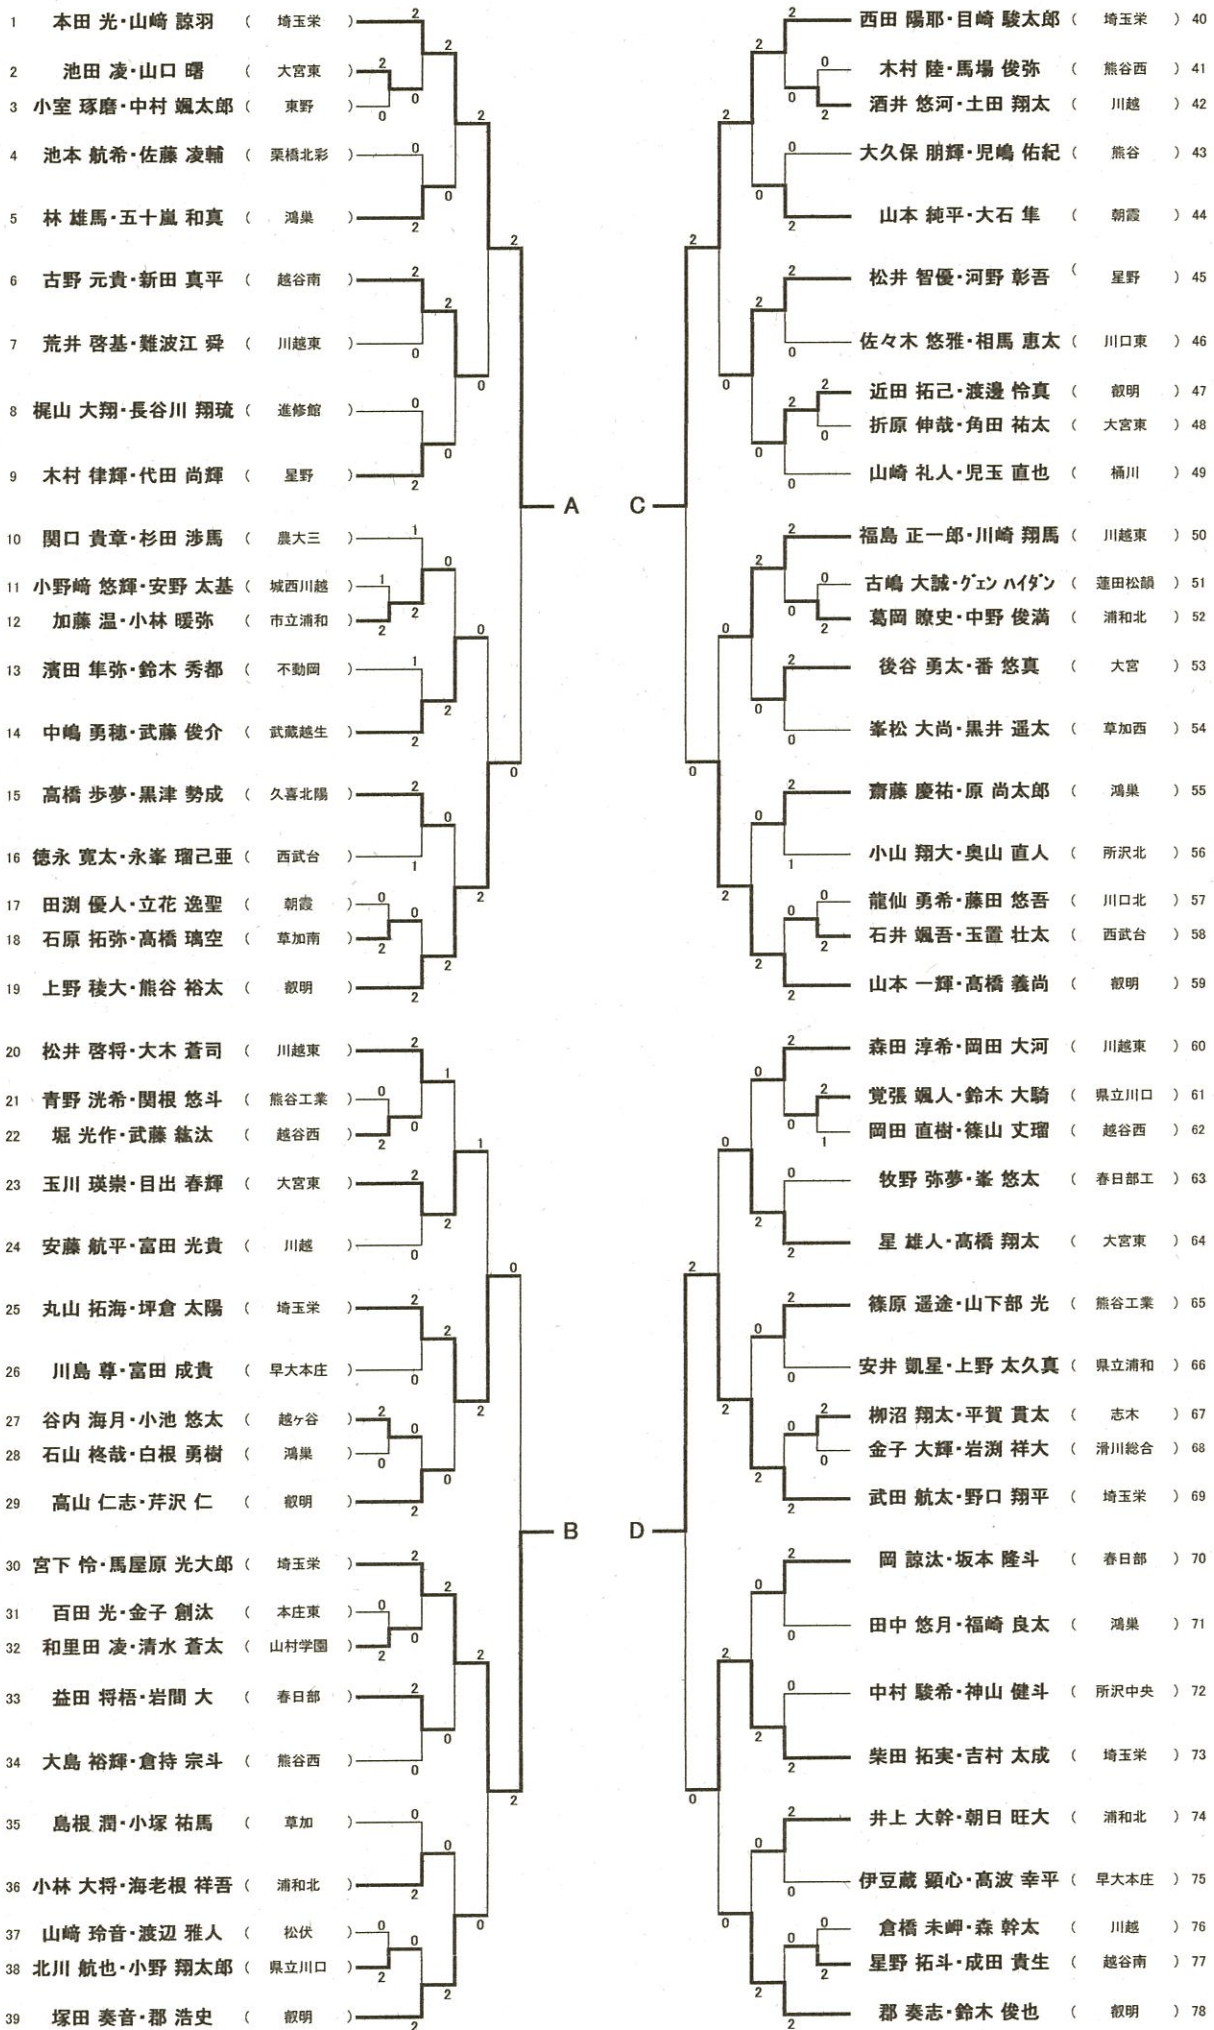 1 本田 光・山﨑 諒羽 ( 埼玉栄 )
2 池田 凌・山口 曙 ( 大宮東 )
3 小室 琢磨・中村 颯太郎 ( 東野 )
4 池本 航希・佐藤 凌輔 ( 栗橋北彩 )
5 林 雄馬・五十嵐 和真 ( 鴻巣 )
6 古野 元貴・新田 真平 ( 越谷南 )
7 荒井 啓基・難波江 舜 ( 川越東 )
8 梶山 大翔・長谷川 翔琉 ( 進修館 )
9 木村 律輝・代田 尚輝 ( 星野 )
10 関口 貴章・杉田 渉馬 ( 農大三 )
11 小野﨑 悠輝・安野 太基 ( 城西川越 )
12 加藤 温・小林 暖弥 ( 市立浦和 )
13 濱田 隼弥・鈴木 秀都 ( 不動岡 )
14 中嶋 勇穂・武藤 俊介 ( 武蔵越生 )
15 高橋 歩夢・黒津 勢成 ( 久喜北陽 )
16 徳永 寛太・永峯 瑠己亜 ( 西武台 )
17 田渕 優人・立花 逸聖 ( 朝霞 )
18 石原 拓弥・髙橋 璃空 ( 草加南 )
19 上野 稜大・熊谷 裕太 ( 叡明 )
20 松井 啓将・大木 蒼司 ( 川越東 )
21 青野 洸希・関根 悠斗 ( 熊谷工業 )
22 堀 光作・武藤 紘汰 ( 越谷西 )
23 玉川 瑛崇・目出 春輝 ( 大宮東 )
24 安藤 航平・富田 光貴 ( 川越 )
25 丸山 拓海・坪倉 太陽 ( 埼玉栄 )
26 川島 尊・富田 成貴 ( 早大本庄 )
27 谷内 海月・小池 悠太 ( 越ヶ谷 )
28 石山 柊哉・白根 勇樹 ( 鴻巣 )
29 高山 仁志・芹沢 仁 ( 叡明 )
30 宮下 怜・馬屋原 光大郎 ( 埼玉栄 )
31 百田 光・金子 創汰 ( 本庄東 )
32 和里田 凌・清水 蒼太 ( 山村学園 )
33 益田 将梧・岩間 大 ( 春日部 )
34 大島 裕輝・倉持 宗斗 ( 熊谷西 )
35 島根 潤・小塚 祐馬 ( 草加 )
36 小林 大将・海老根 祥吾 ( 浦和北 )
37 山﨑 玲音・渡辺 雅人 ( 松伏 )
38 北川 航也・小野 翔太郎 ( 県立川口 )
39 塚田 奏音・郡 浩史 ( 叡明 )
A
B
C
D
西田 陽耶・目崎 駿太郎 ( 埼玉栄 ) 40
木村 陸・馬場 俊弥 ( 熊谷西 ) 41
酒井 悠河・土田 翔太 ( 川越 ) 42
大久保 朋輝・児嶋 佑紀 ( 熊谷 ) 43
山本 純平・大石 隼 ( 朝霞 ) 44
松井 智優・河野 彰吾 ( 星野 ) 45
佐々木 悠雅・相馬 恵太 ( 川口東 ) 46
近田 拓己・渡邊 怜真 ( 叡明 ) 47
折原 伸哉・角田 祐太 ( 大宮東 ) 48
山崎 礼人・児玉 直也 ( 桶川 ) 49
福島 正一郎・川崎 翔馬 ( 川越東 ) 50
古嶋 大誠・グェン ハイダン ( 蓮田松韻 ) 51
葛岡 瞭史・中野 俊満 ( 浦和北 ) 52
後谷 勇太・番 悠真 ( 大宮 ) 53
峯松 大尚・黒井 遥太 ( 草加西 ) 54
齋藤 慶祐・原 尚太郎 ( 鴻巣 ) 55
小山 翔大・奥山 直人 ( 所沢北 ) 56
龍仙 勇希・藤田 悠吾 ( 川口北 ) 57
石井 颯吾・玉置 壮太 ( 西武台 ) 58
山本 一輝・髙橋 義尚 ( 叡明 ) 59
森田 淳希・岡田 大河 ( 川越東 ) 60
覚張 颯人・鈴木 大騎 ( 県立川口 ) 61
岡田 直樹・篠山 丈瑠 ( 越谷西 ) 62
牧野 弥夢・峯 悠太 ( 春日部工 ) 63
星 雄人・髙橋 翔太 ( 大宮東 ) 64
篠原 遥途・山下部 光 ( 熊谷工業 ) 65
安井 凱星・上野 太久真 ( 県立浦和 ) 66
柳沼 翔太・平賀 貫太 ( 志木 ) 67
金子 大輝・岩渕 祥大 ( 滑川総合 ) 68
武田 航太・野口 翔平 ( 埼玉栄 ) 69
岡 諒汰・坂本 隆斗 ( 春日部 ) 70
田中 悠月・福崎 良太 ( 鴻巣 ) 71
中村 駿希・神山 健斗 ( 所沢中央 ) 72
柴田 拓実・吉村 太成 ( 埼玉栄 ) 73
井上 大幹・朝日 旺大 ( 浦和北 ) 74
伊豆蔵 顕心・髙波 幸平 ( 早大本庄 ) 75
倉橋 未岬・森 幹太 ( 川越 ) 76
星野 拓斗・成田 貴生 ( 越谷南 ) 77
郡 奏志・鈴木 俊也 ( 叡明 ) 78